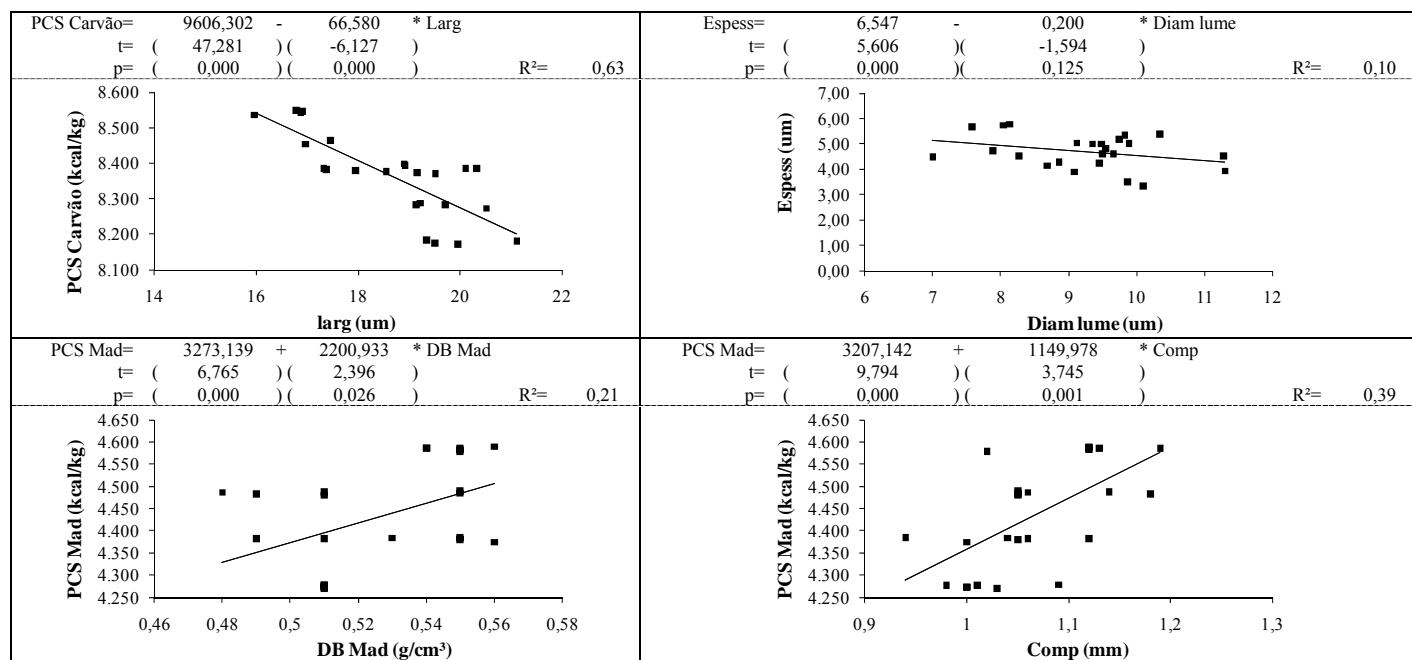 PCS Carvão= 9606,302 - 66,580 * Larg
t= ( 47,281 ) ( -6,127 )
p= ( 0,000 ) ( 0,000 ) R²= 0,63
8.600
8.500
8.400
8.300
8.200
8.100
PCS Carvão (kcal/kg)
14 16 18 20 22
larg (um)
Espess= 6,547 - 0,200 * Diam lume
t= ( 5,606 )( -1,594 )
p= ( 0,000 )( 0,125 ) R²= 0,10
7,00
6,00
5,00
4,00
3,00
2,00
1,00
0,00
Espess (um)
6 7 8 9 10 11 12
Diam lume (um)
PCS Mad= 3273,139 + 2200,933 * DB Mad
t= ( 6,765 ) ( 2,396 )
p= ( 0,000 ) ( 0,026 ) R²= 0,21
4.650
4.600
4.550
4.500
4.450
4.400
4.350
4.300
4.250
PCS Mad (kcal/kg)
0,46 0,48 0,5 0,52 0,54 0,56 0,58
DB Mad (g/cm³)
PCS Mad= 3207,142 + 1149,978 * Comp
t= ( 9,794 ) ( 3,745 )
p= ( 0,000 ) ( 0,001 ) R²= 0,39
4.650
4.600
4.550
4.500
4.450
4.400
4.350
4.300
4.250
PCS Mad (kcal/kg)
0,9 1 1,1 1,2 1,3
Comp (mm)